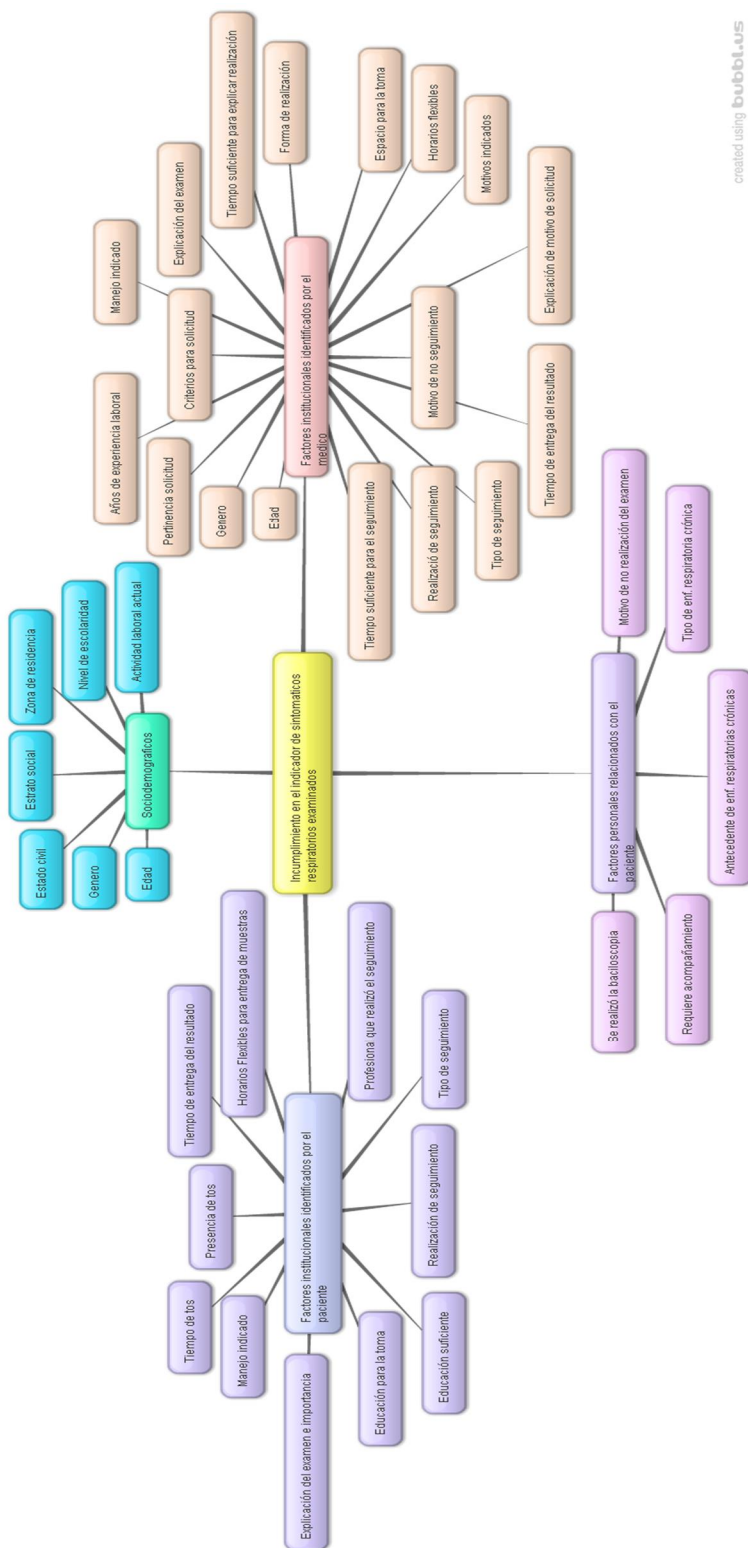 Estado civil
Estrato social
Zona de residencia
Genero
Nivel de escolaridad
Edad
Sociodemograficos
Actividad laboral actual
Incumplimiento en el indicador de sintomaticos
respiratorios examinados
Factores institucionales identificados por el
paciente
Tiempo de tos
Presencia de tos
Tiempo de entrega del resultado
Manejo indicado
Horarios Flexibles para entrega de muestras
Explicación del examen e importancia
Profesional que realizó el seguimiento
Educación para la toma
Educación suficiente
Realización de seguimiento
Tipo de seguimiento
Factores institucionales identificados por el
medico
Años de experiencia laboral
Manejo indicado
Pertinencia solicitud
Criterios para solicitud
Explicación del examen
Genero
Tiempo suficiente para explicar realización
Edad
Forma de realización
Tiempo suficiente para el seguimiento
Espacio para la toma
Realizació de seguimiento
Motivo de no seguimiento
Horarios flexibles
Tipo de seguimiento
Motivos indicados
Tiempo de entrega del resultado
Explicación de motivo de solicitud
Factores personales relacionados con el
paciente
Se realizó la baciloscopia
Motivo de no realización del examen
Requiere acompañamiento
Tipo de enf. respiratoria crónica
Antecedente de enf. respiratorias crónicas
created using bubbl.us